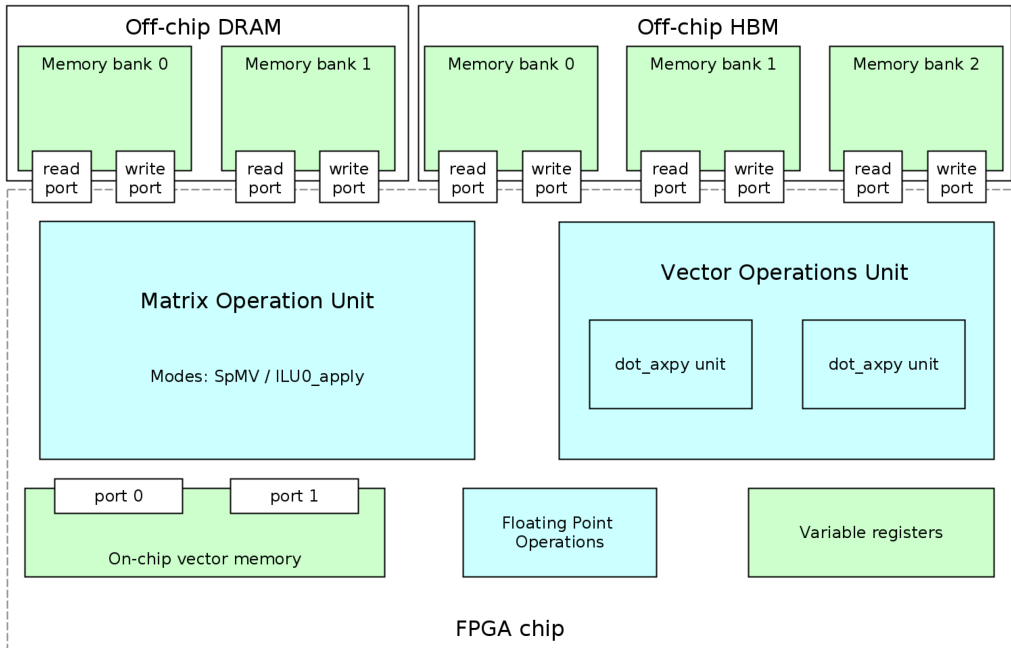 Off-chip DRAM
Off-chip HBM
Memory bank 0
Memory bank 1
Memory bank 0
Memory bank 1
Memory bank 2
read
port
write
port
read
port
write
port
read
port
write
port
read
port
write
port
read
port
write
port
Matrix Operation Unit
Modes: SpMV / ILU0_apply
Vector Operations Unit
dot_axpy unit
dot_axpy unit
port 0
port 1
On-chip vector memory
Floating Point
Operations
Variable registers
FPGA chip